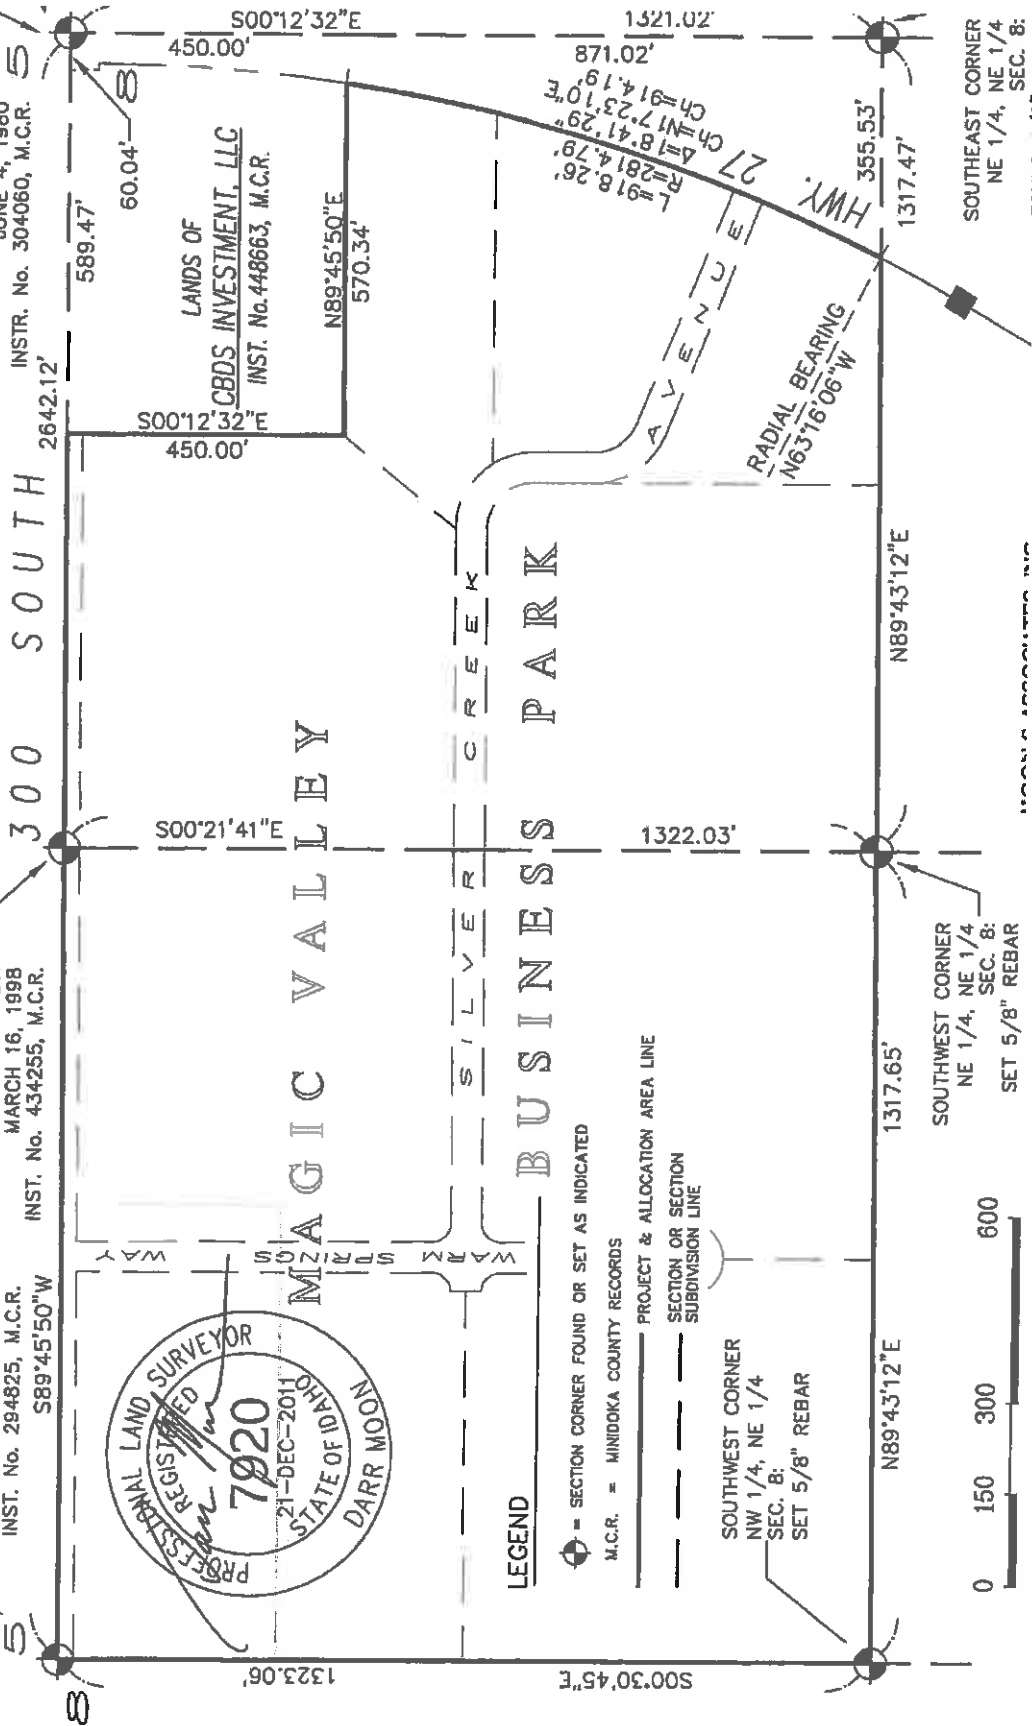 5
8
INST. No. 294825, M.C.R.
S89°45'50"W
MARCH 16, 1998
INST. No. 434255, M.C.R.
300 SOUTH
2642.12'
INSTR. No. 304060, M.C.R.
589.47'
60.04'
5
8
S00°12'32"E
450.00'
1321.02'
871.02'
LANDS OF
CBDS INVESTMENT, LLC
INST. No.448663, M.C.R.
N89°45'50"E
570.34'
S00°12'32"E
450.00'
L=918.26'
R=2814.79'
Δ=18°41'29"
Ch=N17°23'10"E
Ch=914.19'
HWY. 27
355.53'
1317.47'
RADIAL BEARING
N63°16'06"W
S00°21'41"E
1322.03'
MAGIC VALLEY
BUSINESS PARK
SILVER CREEK AVENUE
WARM SPRINGS WAY
PROFESSIONAL LAND SURVEYOR
REGISTERED
7920
21-DEC-2011
STATE OF IDAHO
DARR MOON
1323.06'
S00°30'45"E
LEGEND
= SECTION CORNER FOUND OR SET AS INDICATED
M.C.R. = MINIDOKA COUNTY RECORDS
PROJECT & ALLOCATION AREA LINE
SECTION OR SECTION
SUBDIVISION LINE
SOUTHWEST CORNER
NW 1/4, NE 1/4
SEC. 8:
SET 5/8" REBAR
N89°43'12"E
1317.65'
N89°43'12"E
SOUTHWEST CORNER
NE 1/4, NE 1/4
SEC. 8:
SET 5/8" REBAR
SOUTHEAST CORNER
NE 1/4, NE 1/4
SEC. 8:
0 150 300 600